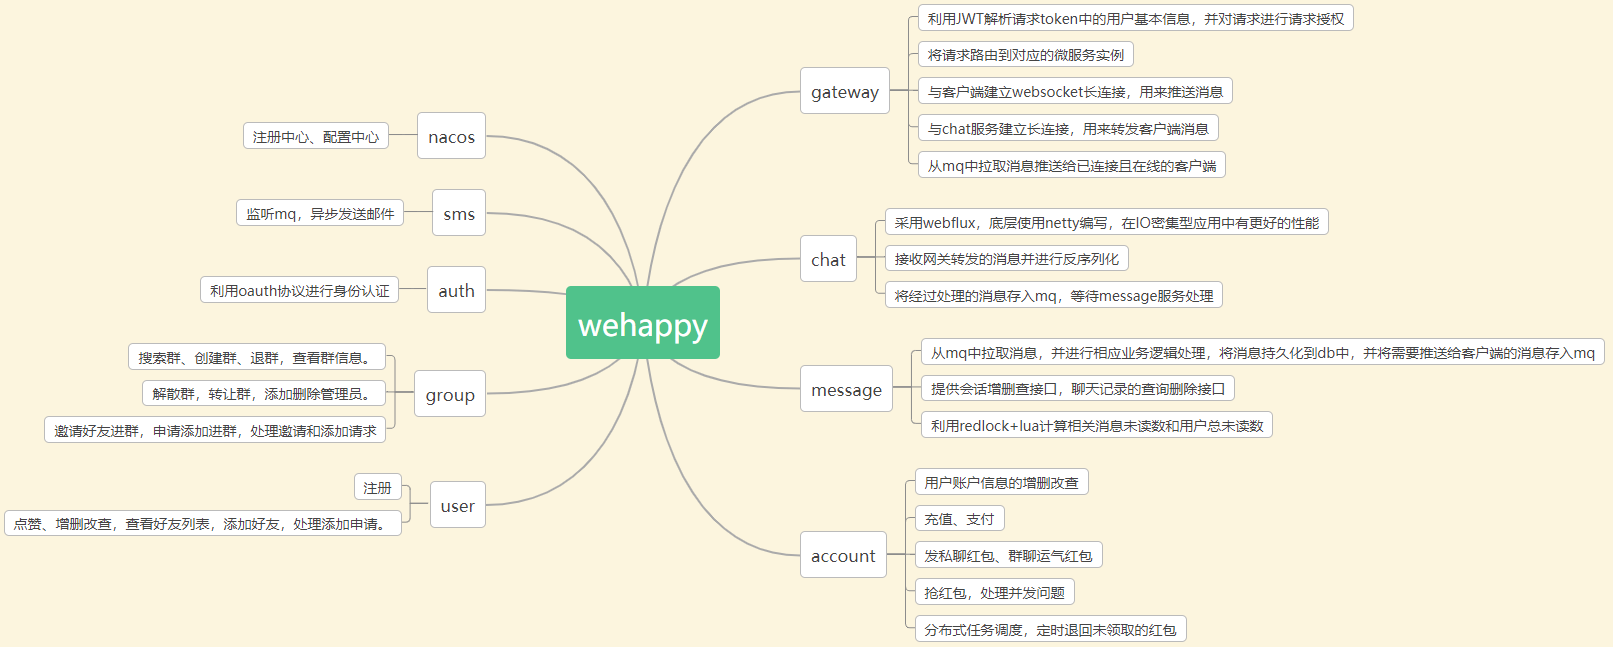 wehappy
gateway
利用JWT解析请求token中的用户基本信息，并对请求进行请求授权
将请求路由到对应的微服务实例
与客户端建立websocket长连接，用来推送消息
与chat服务建立长连接，用来转发客户端消息
从mq中拉取消息推送给已连接且在线的客户端
chat
采用webflux，底层使用netty编写，在IO密集型应用中有更好的性能
接收网关转发的消息并进行反序列化
将经过处理的消息存入mq，等待message服务处理
message
从mq中拉取消息，并进行相应业务逻辑处理，将消息持久化到db中，并将需要推送给客户端的消息存入mq
提供会话增删查接口，聊天记录的查询删除接口
利用redlock+lua计算相关消息未读数和用户总未读数
account
用户账户信息的增删改查
充值、支付
发私聊红包、群聊运气红包
抢红包，处理并发问题
分布式任务调度，定时退回未领取的红包
nacos
注册中心、配置中心
sms
监听mq，异步发送邮件
auth
利用oauth协议进行身份认证
group
搜索群、创建群、退群，查看群信息。
解散群，转让群，添加删除管理员。
邀请好友进群，申请添加进群，处理邀请和添加请求
user
注册
点赞、增删改查，查看好友列表，添加好友，处理添加申请。